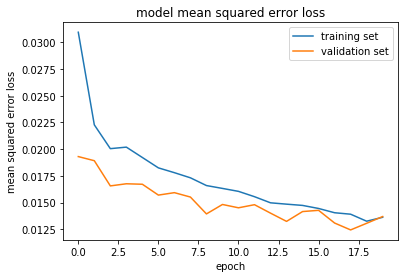 model mean squared error loss
training set
validation set
mean squared error loss
0.0300
0.0275
0.0250
0.0225
0.0200
0.0175
0.0150
0.0125
0.0 2.5 5.0 7.5 10.0 12.5 15.0 17.5
epoch